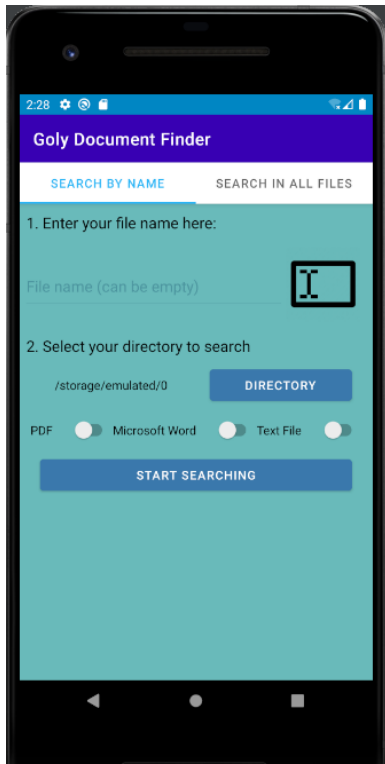 2:28
Goly Document Finder
SEARCH BY NAME SEARCH IN ALL FILES
1. Enter your file name here:
File name (can be empty)
2. Select your directory to search
/storage/emulated/0 DIRECTORY
PDF Microsoft Word Text File
START SEARCHING